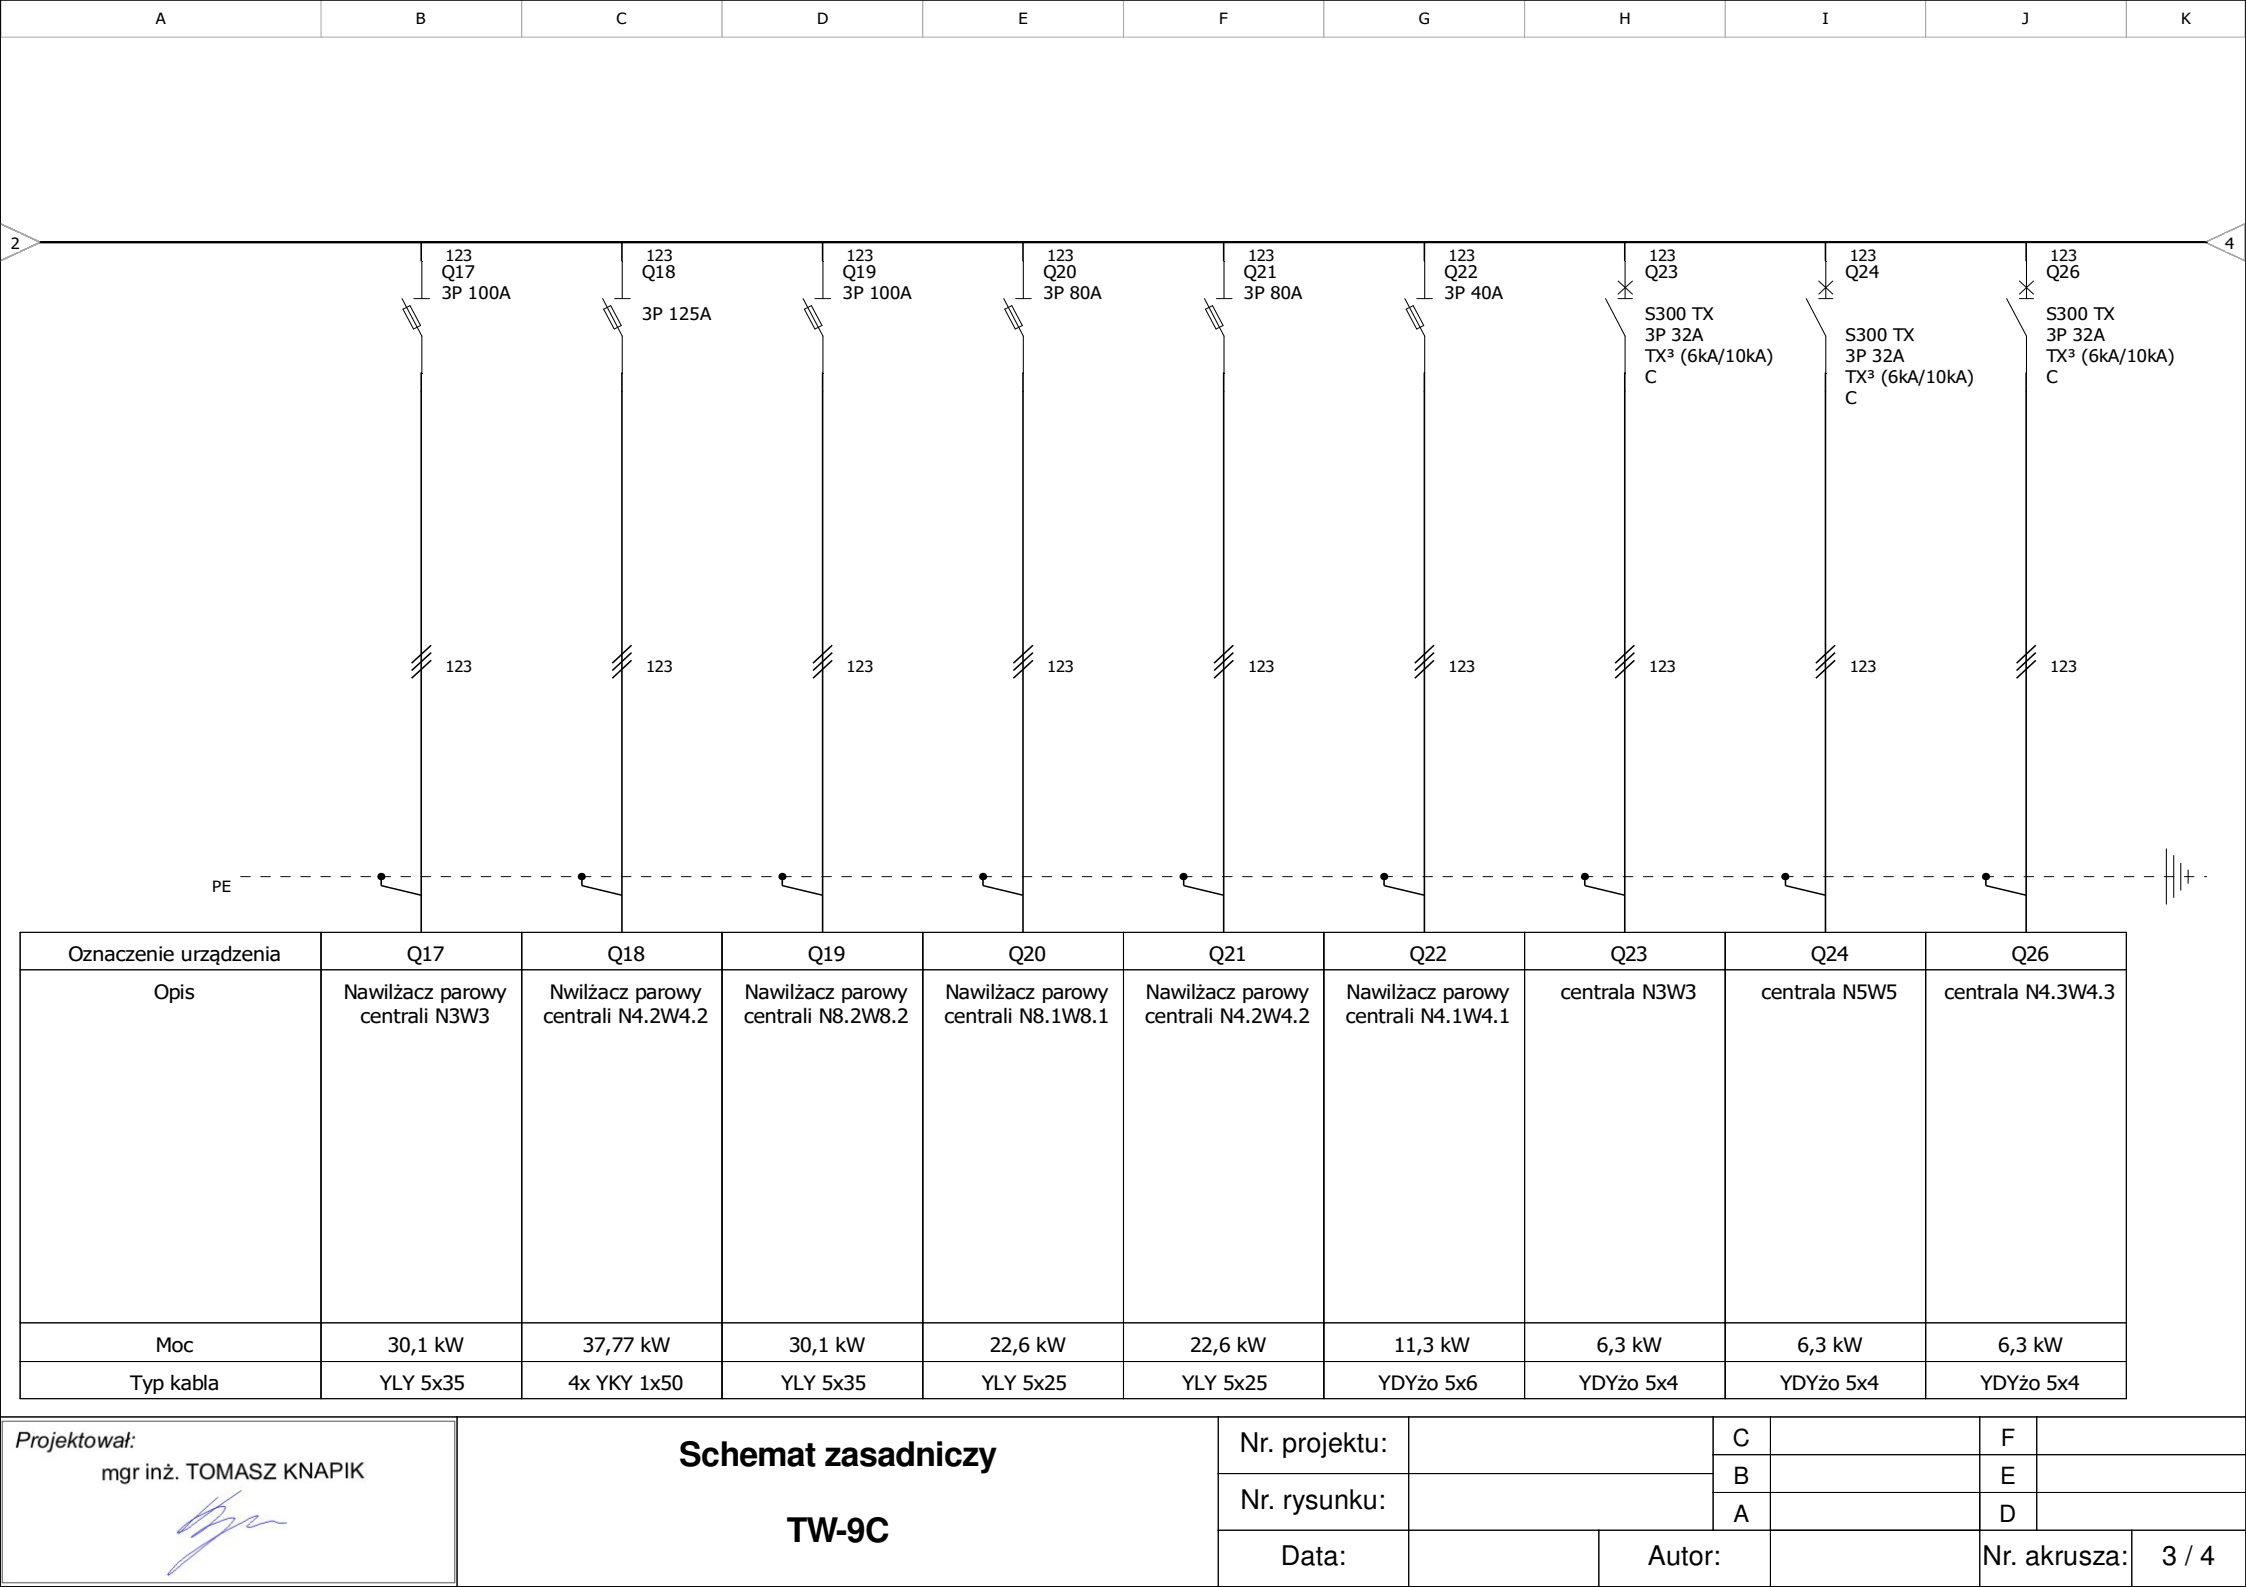 A B C D E F G H I J K
2 4
123 123 123 123 123 123 123 123 123
Q17 Q18 Q19 Q20 Q21 Q22 Q23 Q24 Q26
3P 100A 3P 100A 3P 80A 3P 80A 3P 40A
3P 125A S300 TX S300 TX
3P 32A S300 TX 3P 32A
TX³ (6kA/10kA) 3P 32A TX³ (6kA/10kA)
C TX³ (6kA/10kA) C
C
123 123 123 123 123 123 123 123 123
PE
Oznaczenie urządzenia Q17 Q18 Q19 Q20 Q21 Q22 Q23 Q24 Q26
Opis Nawilżacz parowy Nwilżacz parowy Nawilżacz parowy Nawilżacz parowy Nawilżacz parowy Nawilżacz parowy centrala N3W3 centrala N5W5 centrala N4.3W4.3
centrali N3W3 centrali N4.2W4.2 centrali N8.2W8.2 centrali N8.1W8.1 centrali N4.2W4.2 centrali N4.1W4.1
Moc 30,1 kW 37,77 kW 30,1 kW 22,6 kW 22,6 kW 11,3 kW 6,3 kW 6,3 kW 6,3 kW
Typ kabla YLY 5x35 4x YKY 1x50 YLY 5x35 YLY 5x25 YLY 5x25 YDYżo 5x6 YDYżo 5x4 YDYżo 5x4 YDYżo 5x4
Projektował:
mgr inż. TOMASZ KNAPIK
Schemat zasadniczy
TW-9C
Nr. projektu: C F
B E
Nr. rysunku: A D
Data: Autor: Nr. akrusza: 3 / 4